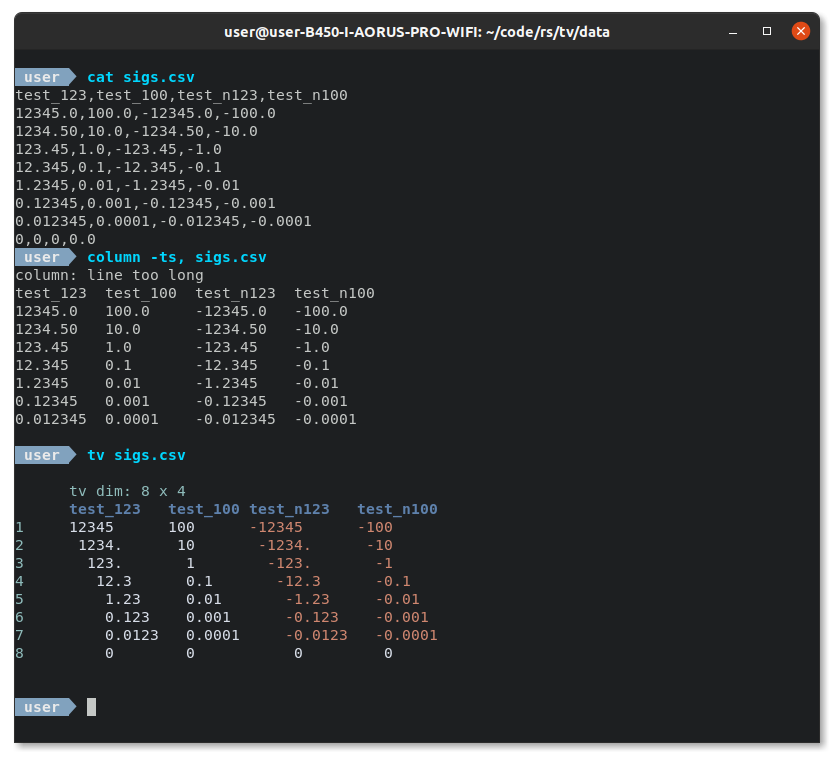 user@user-B450-I-AORUS-PRO-WIFI: ~/code/rs/tv/data
user cat sigs.csv
test_123,test_100,test_n123,test_n100
12345.0,100.0,-12345.0,-100.0
1234.50,10.0,-1234.50,-10.0
123.45,1.0,-123.45,-1.0
12.345,0.1,-12.345,-0.1
1.2345,0.01,-1.2345,-0.01
0.12345,0.001,-0.12345,-0.001
0.012345,0.0001,-0.012345,-0.0001
0,0,0,0.0
user column -ts, sigs.csv
column: line too long
test_123  test_100  test_n123  test_n100
12345.0   100.0     -12345.0   -100.0
1234.50   10.0      -1234.50   -10.0
123.45    1.0       -123.45    -1.0
12.345    0.1       -12.345    -0.1
1.2345    0.01      -1.2345    -0.01
0.12345   0.001     -0.12345   -0.001
0.012345  0.0001    -0.012345  -0.0001
user tv sigs.csv
      tv dim: 8 x 4
      test_123   test_100 test_n123   test_n100
1     12345      100      -12345      -100
2      1234.      10       -1234.      -10
3       123.       1        -123.       -1
4        12.3      0.1       -12.3      -0.1
5         1.23     0.01       -1.23     -0.01
6         0.123    0.001      -0.123    -0.001
7         0.0123   0.0001     -0.0123   -0.0001
8         0        0           0         0
user